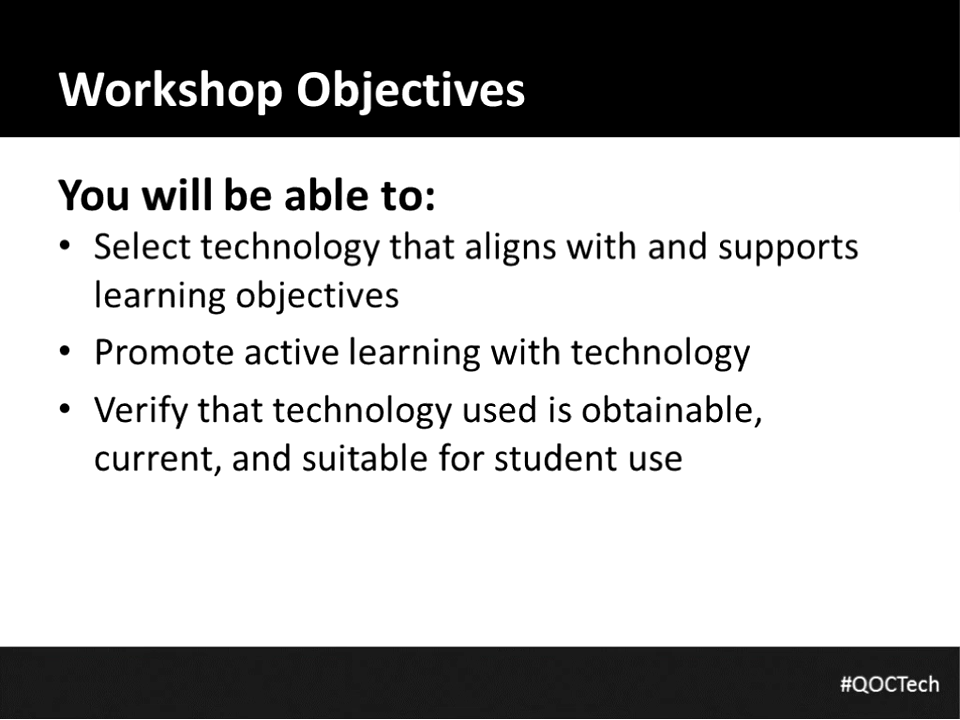 Workshop Objectives
You will be able to:
• Select technology that aligns with and supports
learning objectives
• Promote active learning with technology
• Verify that technology used is obtainable,
current, and suitable for student use
#QOCTech